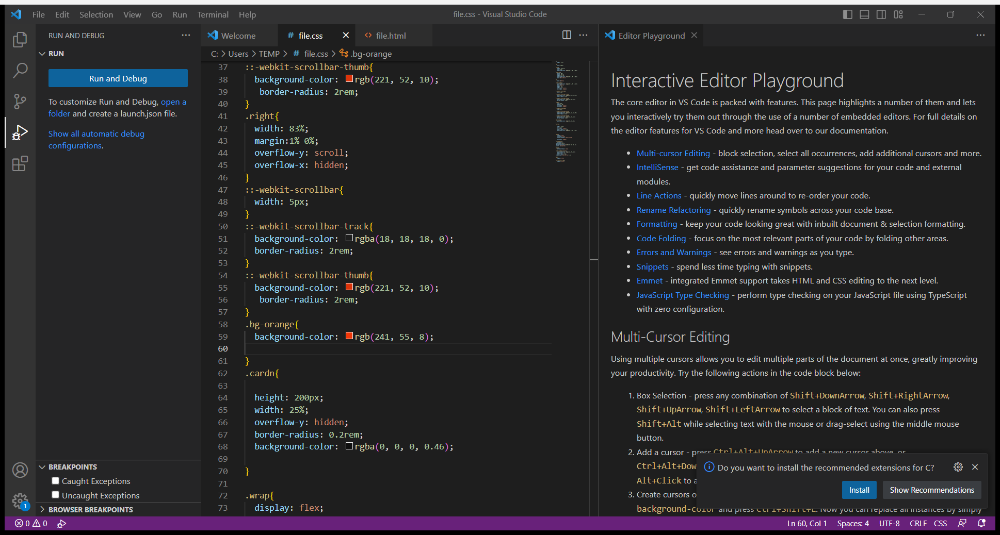 File Edit Selection View Go Run Terminal Help
file.css - Visual Studio Code
RUN AND DEBUG
RUN
Run and Debug
To customize Run and Debug, open a
folder and create a launch.json file.
Show all automatic debug
configurations.
BREAKPOINTS
Caught Exceptions
Uncaught Exceptions
BROWSER BREAKPOINTS
1
Welcome
# file.css
<> file.html
C: > Users > TEMP > # file.css > .bg-orange
37 ::-webkit-scrollbar-thumb{
38 background-color: rgb(221, 52, 10);
39 border-radius: 2rem;
40 }
41 .right{
42 width: 83%;
43 margin:1% 0%;
44 overflow-y: scroll;
45 overflow-x: hidden;
46 }
47 ::-webkit-scrollbar{
48 width: 5px;
49 }
50 ::-webkit-scrollbar-track{
51 background-color: rgba(18, 18, 18, 0);
52 border-radius: 2rem;
53 }
54 ::-webkit-scrollbar-thumb{
55 background-color: rgb(221, 52, 10);
56 border-radius: 2rem;
57 }
58 .bg-orange{
59 background-color: rgb(241, 55, 8);
60
61 }
62 .cardn{
63
64 height: 200px;
65 width: 25%;
66 overflow-y: hidden;
67 border-radius: 0.2rem;
68 background-color: rgba(0, 0, 0, 0.46);
69
70 }
71
72 .wrap{
73 display: flex;
Editor Playground
Interactive Editor Playground
The core editor in VS Code is packed with features. This page highlights a number of them and lets
you interactively try them out through the use of a number of embedded editors. For full details on
the editor features for VS Code and more head over to our documentation.
• Multi-cursor Editing - block selection, select all occurrences, add additional cursors and more.
• IntelliSense - get code assistance and parameter suggestions for your code and external
modules.
• Line Actions - quickly move lines around to re-order your code.
• Rename Refactoring - quickly rename symbols across your code base.
• Formatting - keep your code looking great with inbuilt document & selection formatting.
• Code Folding - focus on the most relevant parts of your code by folding other areas.
• Errors and Warnings - see errors and warnings as you type.
• Snippets - spend less time typing with snippets.
• Emmet - integrated Emmet support takes HTML and CSS editing to the next level.
• JavaScript Type Checking - perform type checking on your JavaScript file using TypeScript
with zero configuration.
Multi-Cursor Editing
Using multiple cursors allows you to edit multiple parts of the document at once, greatly improving
your productivity. Try the following actions in the code block below:
1. Box Selection - press any combination of Shift+DownArrow, Shift+RightArrow,
Shift+UpArrow, Shift+LeftArrow to select a block of text. You can also press
Shift+Alt while selecting text with the mouse or drag-select using the middle mouse
button.
2. Add a cursor - press Ctrl+Alt+UpArrow to add a new cursor above, or
Ctrl+Alt+Dow
Alt+Click to a
3. Create cursors o
background-color and press Ctrl+Shift+L. Now you can replace all instances by simply
Do you want to install the recommended extensions for C?
Install
Show Recommendations
0 0
Ln 60, Col 1 Spaces: 4 UTF-8 CRLF CSS